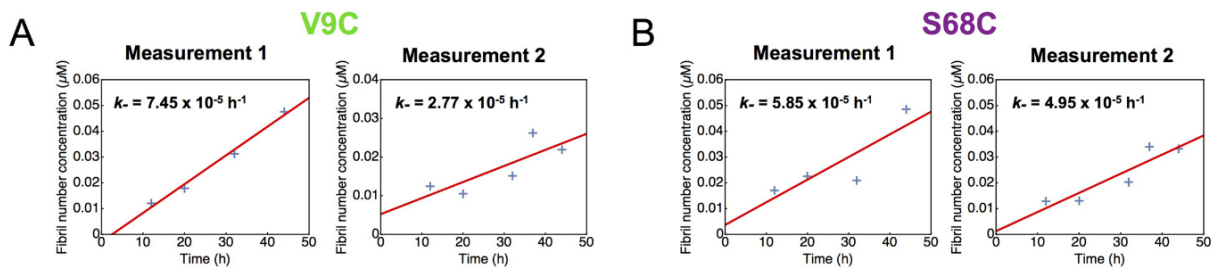 A
V9C
Measurement 1
Fibril number concentration (μM)
0.06
0.05
0.04
0.03
0.02
0.01
0
k- = 7.45 x 10-5 h-1
0 10 20 30 40 50
Time (h)
Measurement 2
Fibril number concentration (μM)
0.04
0.03
0.02
0.01
0
k- = 2.77 x 10-5 h-1
0 10 20 30 40 50
Time (h)
B
S68C
Measurement 1
Fibril number concentration (μM)
0.06
0.05
0.04
0.03
0.02
0.01
0
k- = 5.85 x 10-5 h-1
0 10 20 30 40 50
Time (h)
Measurement 2
Fibril number concentration (μM)
0.06
0.05
0.04
0.03
0.02
0.01
0
k- = 4.95 x 10-5 h-1
0 10 20 30 40 50
Time (h)